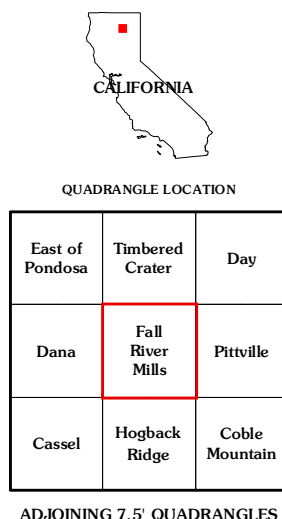 CALIFORNIA
QUADRANGLE LOCATION
East of
Pondosa
Timbered
Crater
Day
Dana
Fall
River
Mills
Pittville
Cassel
Hogback
Ridge
Coble
Mountain
ADJOINING 7.5' QUADRANGLES